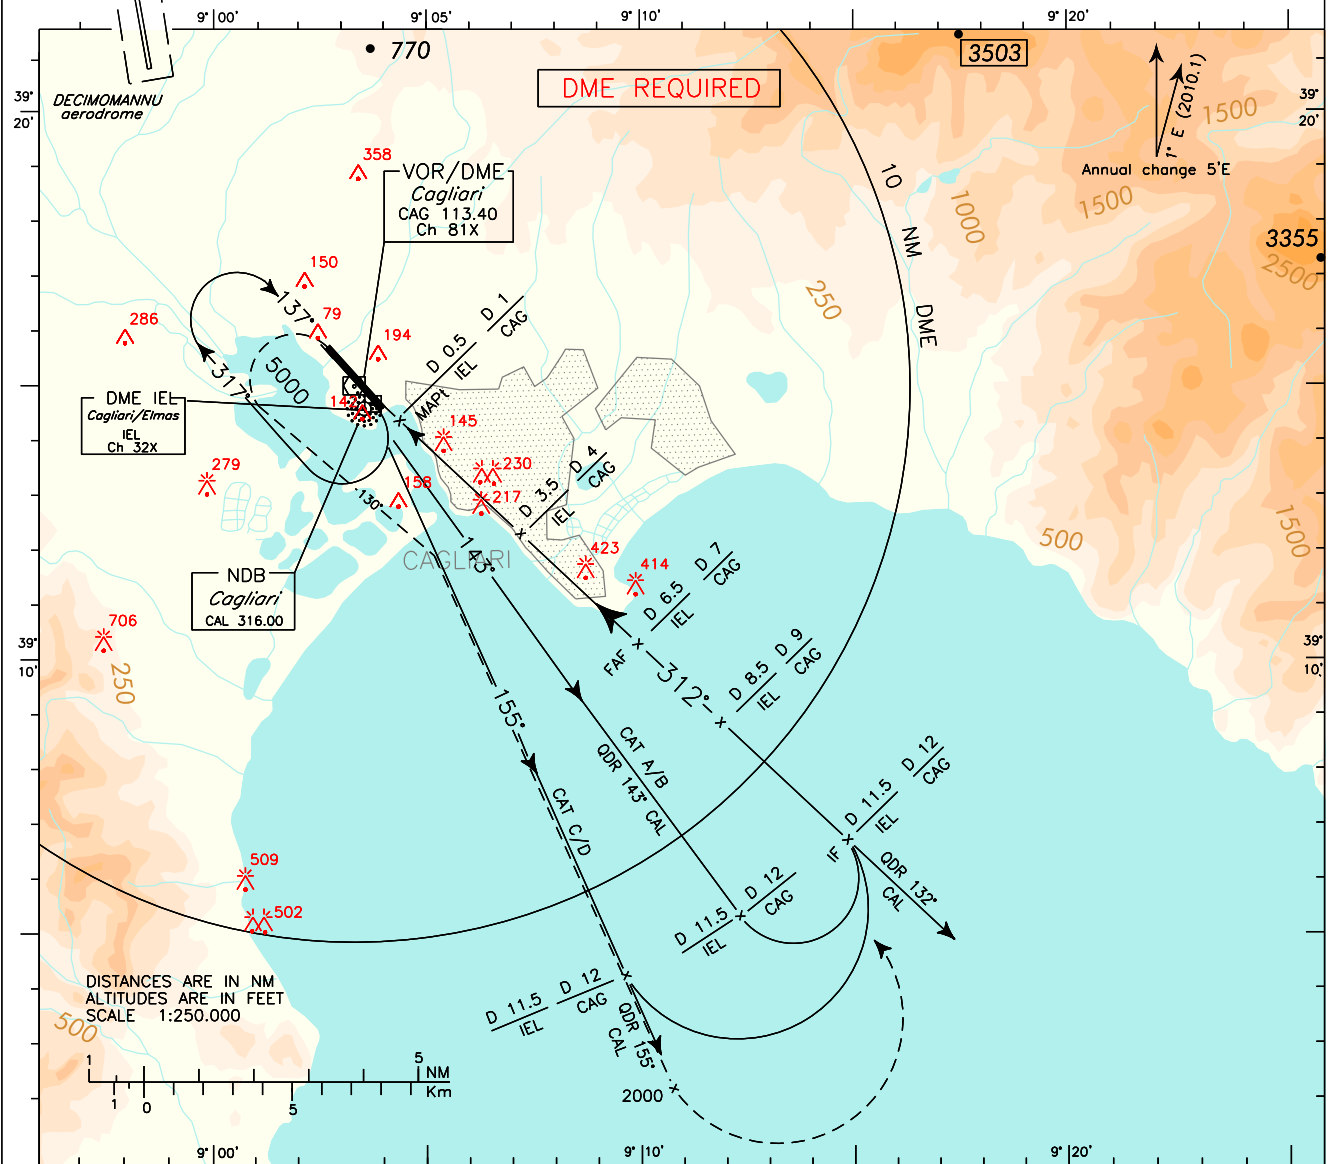 9° 00'
9° 05'
9° 10'
9° 20'
770
3503
DME REQUIRED
1° E (2010.1)
Annual change 5'E
DECIMOMANNU
aerodrome
39°
20'
39°
20'
1500
1500
1000
3355
2500
250
358
VOR/DME
Cagliari
CAG 113.40
Ch 81X
10 NM DME
150
137°
79
286
194
D 1
CAG
D 0.5
IEL
MAPt
317°
5000
DME IEL
Cagliari/Elmas
IEL
Ch 32X
142
145
279
158
130°
230
217
D 4
CAG
D 3.5
IEL
CAGLIARI
143°
423
414
500
1500
NDB
Cagliari
CAL 316.00
D 7
CAG
D 6.5
IEL
FAF
312°
D 9
CAG
D 8.5
IEL
706
250
39°
10'
39°
10'
155°
CAT A/B
QDR 143° CAL
CAT C/D
D 12
CAG
D 11.5
IEL
IF
QDR 132°
CAL
509
502
D 12
CAG
D 11.5
IEL
D 12
CAG
D 11.5
IEL
QDR 155°
CAL
2000
DISTANCES ARE IN NM
ALTITUDES ARE IN FEET
SCALE 1:250.000
500
1
5
NM
Km
1
0
5
9° 00'
9° 10'
9° 20'